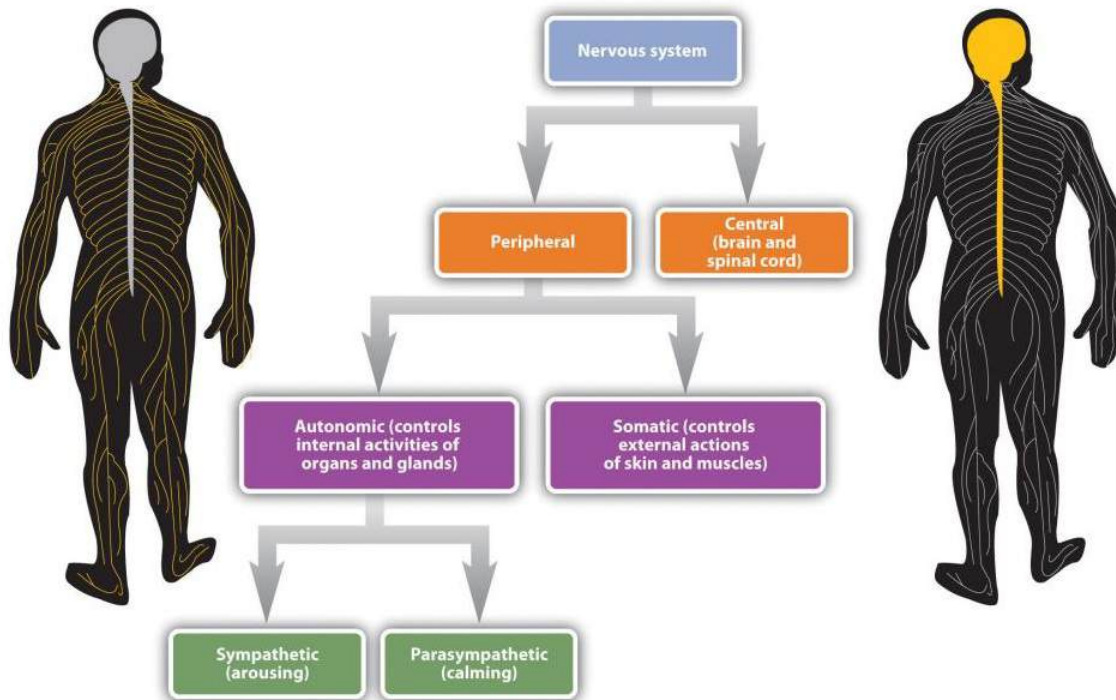 Nervous system
Peripheral
Central
(brain and
spinal cord)
Autonomic (controls
internal activities of
organs and glands)
Somatic (controls
external actions
of skin and muscles)
Sympathetic
(arousing)
Parasympathetic
(calming)